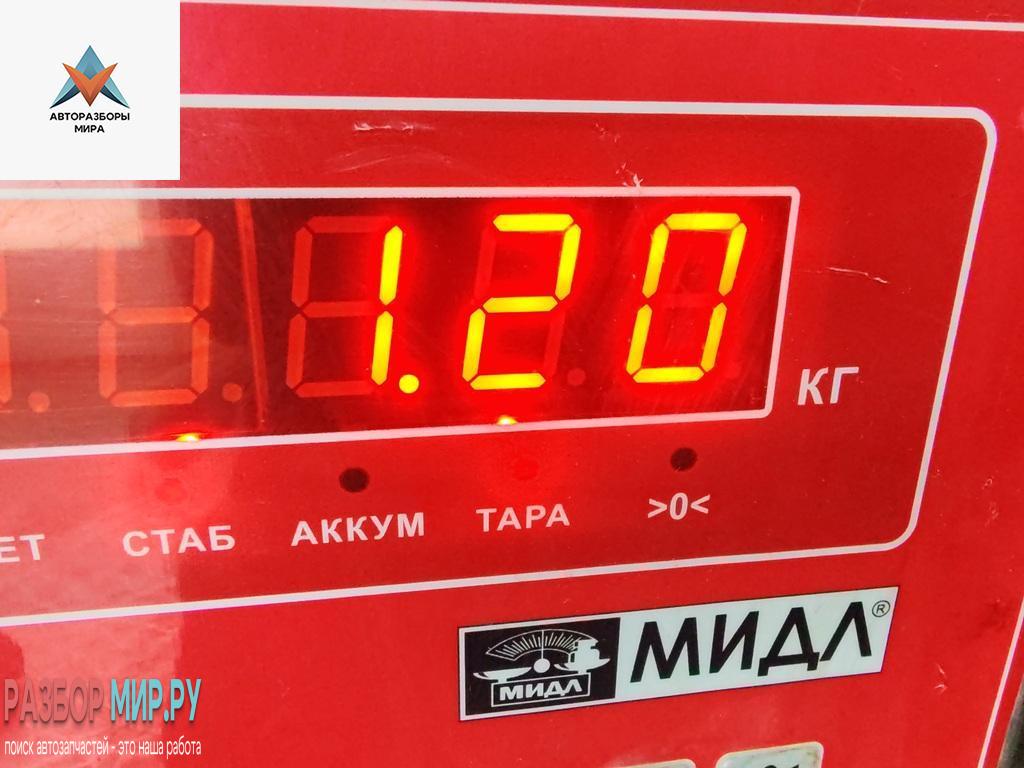 АВТОРАЗБОРЫ
МИРА
1.20
КГ
ЕТ СТАБ АККУМ ТАРА >0<
МИДЛ МИДЛ®
РАЗБОР МИР.РУ
поиск автозапчастей - это наша работа